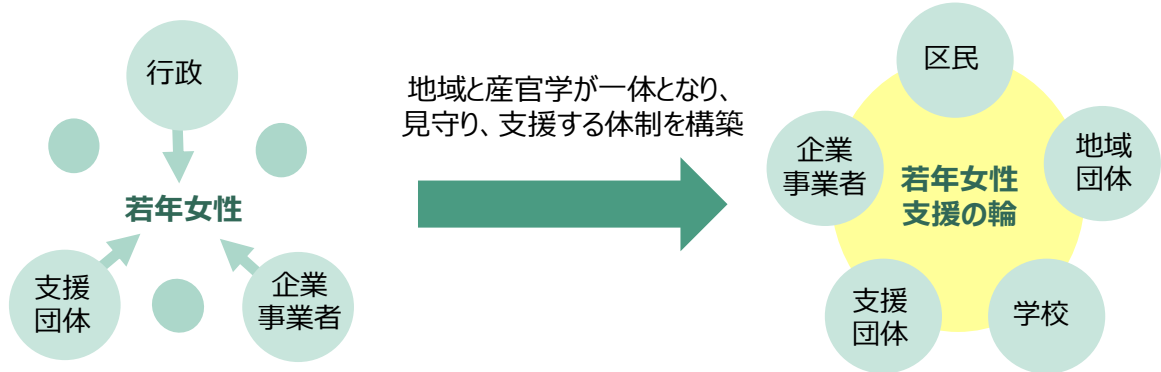 行政
若年女性
支援
団体
企業
事業者
地域と産官学が一体となり、
見守り、支援する体制を構築
区民
企業
事業者
地域
団体
若年女性
支援の輪
支援
団体
学校